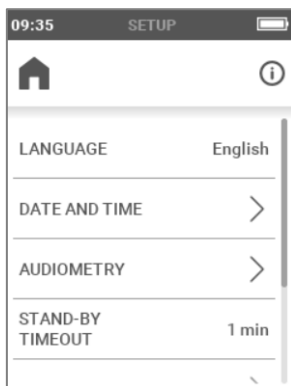 09:35 SETUP
LANGUAGE English
DATE AND TIME
AUDIOMETRY
STAND-BY
TIMEOUT 1 min